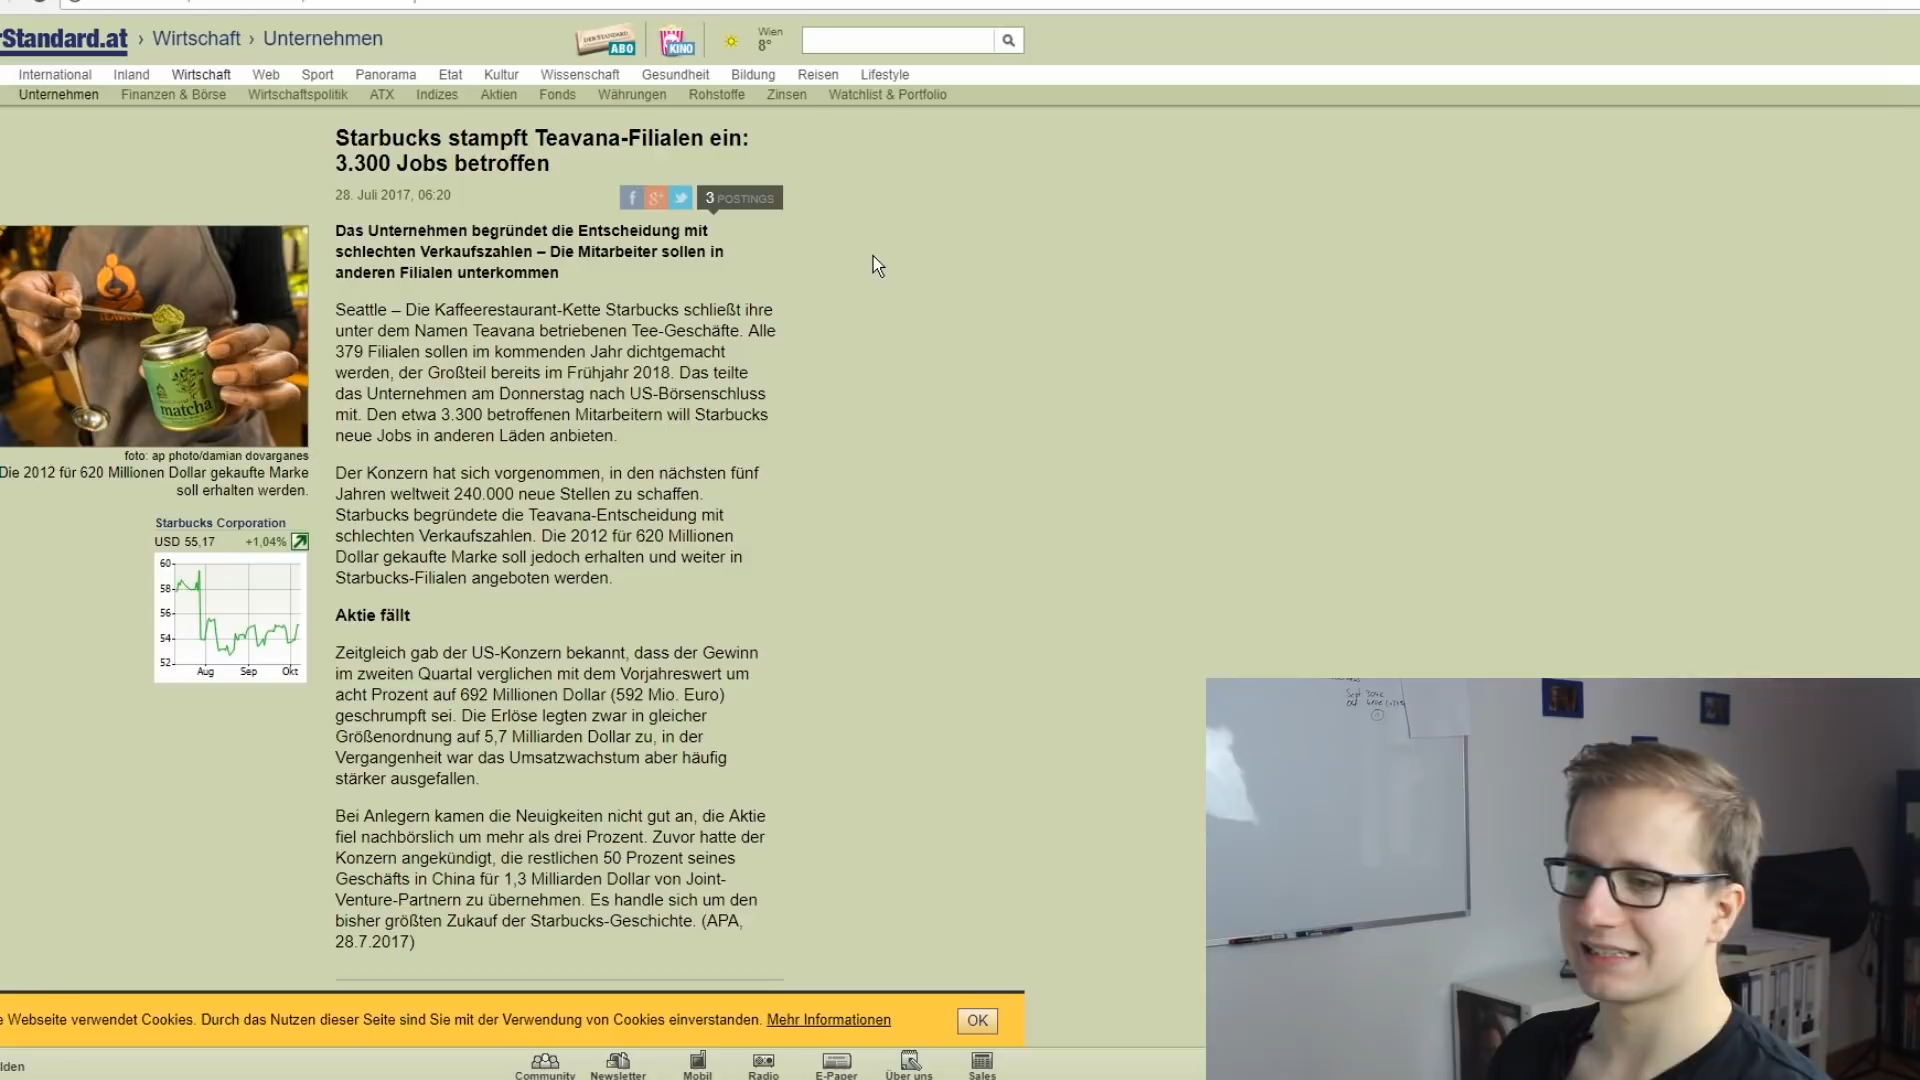 rStandard.at › Wirtschaft › Unternehmen
DER STANDARD ABO
KINO
Wien
8°
International Inland Wirtschaft Web Sport Panorama Etat Kultur Wissenschaft Gesundheit Bildung Reisen Lifestyle
Unternehmen Finanzen & Börse Wirtschaftspolitik ATX Indizes Aktien Fonds Währungen Rohstoffe Zinsen Watchlist & Portfolio
Starbucks stampft Teavana-Filialen ein:
3.300 Jobs betroffen
28. Juli 2017, 06:20
3 POSTINGS
Das Unternehmen begründet die Entscheidung mit
schlechten Verkaufszahlen – Die Mitarbeiter sollen in
anderen Filialen unterkommen
Seattle – Die Kaffeerestaurant-Kette Starbucks schließt ihre
unter dem Namen Teavana betriebenen Tee-Geschäfte. Alle
379 Filialen sollen im kommenden Jahr dichtgemacht
werden, der Großteil bereits im Frühjahr 2018. Das teilte
das Unternehmen am Donnerstag nach US-Börsenschluss
mit. Den etwa 3.300 betroffenen Mitarbeitern will Starbucks
neue Jobs in anderen Läden anbieten.
Der Konzern hat sich vorgenommen, in den nächsten fünf
Jahren weltweit 240.000 neue Stellen zu schaffen.
Starbucks begründete die Teavana-Entscheidung mit
schlechten Verkaufszahlen. Die 2012 für 620 Millionen
Dollar gekaufte Marke soll jedoch erhalten und weiter in
Starbucks-Filialen angeboten werden.
Aktie fällt
Zeitgleich gab der US-Konzern bekannt, dass der Gewinn
im zweiten Quartal verglichen mit dem Vorjahreswert um
acht Prozent auf 692 Millionen Dollar (592 Mio. Euro)
geschrumpft sei. Die Erlöse legten zwar in gleicher
Größenordnung auf 5,7 Milliarden Dollar zu, in der
Vergangenheit war das Umsatzwachstum aber häufig
stärker ausgefallen.
Bei Anlegern kamen die Neuigkeiten nicht gut an, die Aktie
fiel nachbörslich um mehr als drei Prozent. Zuvor hatte der
Konzern angekündigt, die restlichen 50 Prozent seines
Geschäfts in China für 1,3 Milliarden Dollar von Joint-
Venture-Partnern zu übernehmen. Es handle sich um den
bisher größten Zukauf der Starbucks-Geschichte. (APA,
28.7.2017)
matcha
foto: ap photo/damian dovarganes
Die 2012 für 620 Millionen Dollar gekaufte Marke
soll erhalten werden.
Starbucks Corporation
USD 55,17 +1,04%
60
58
56
54
52
Aug Sep Okt
e Webseite verwendet Cookies. Durch das Nutzen dieser Seite sind Sie mit der Verwendung von Cookies einverstanden. Mehr Informationen
OK
lden
Community Newsletter Mobil Radio E-Paper Über uns Sales